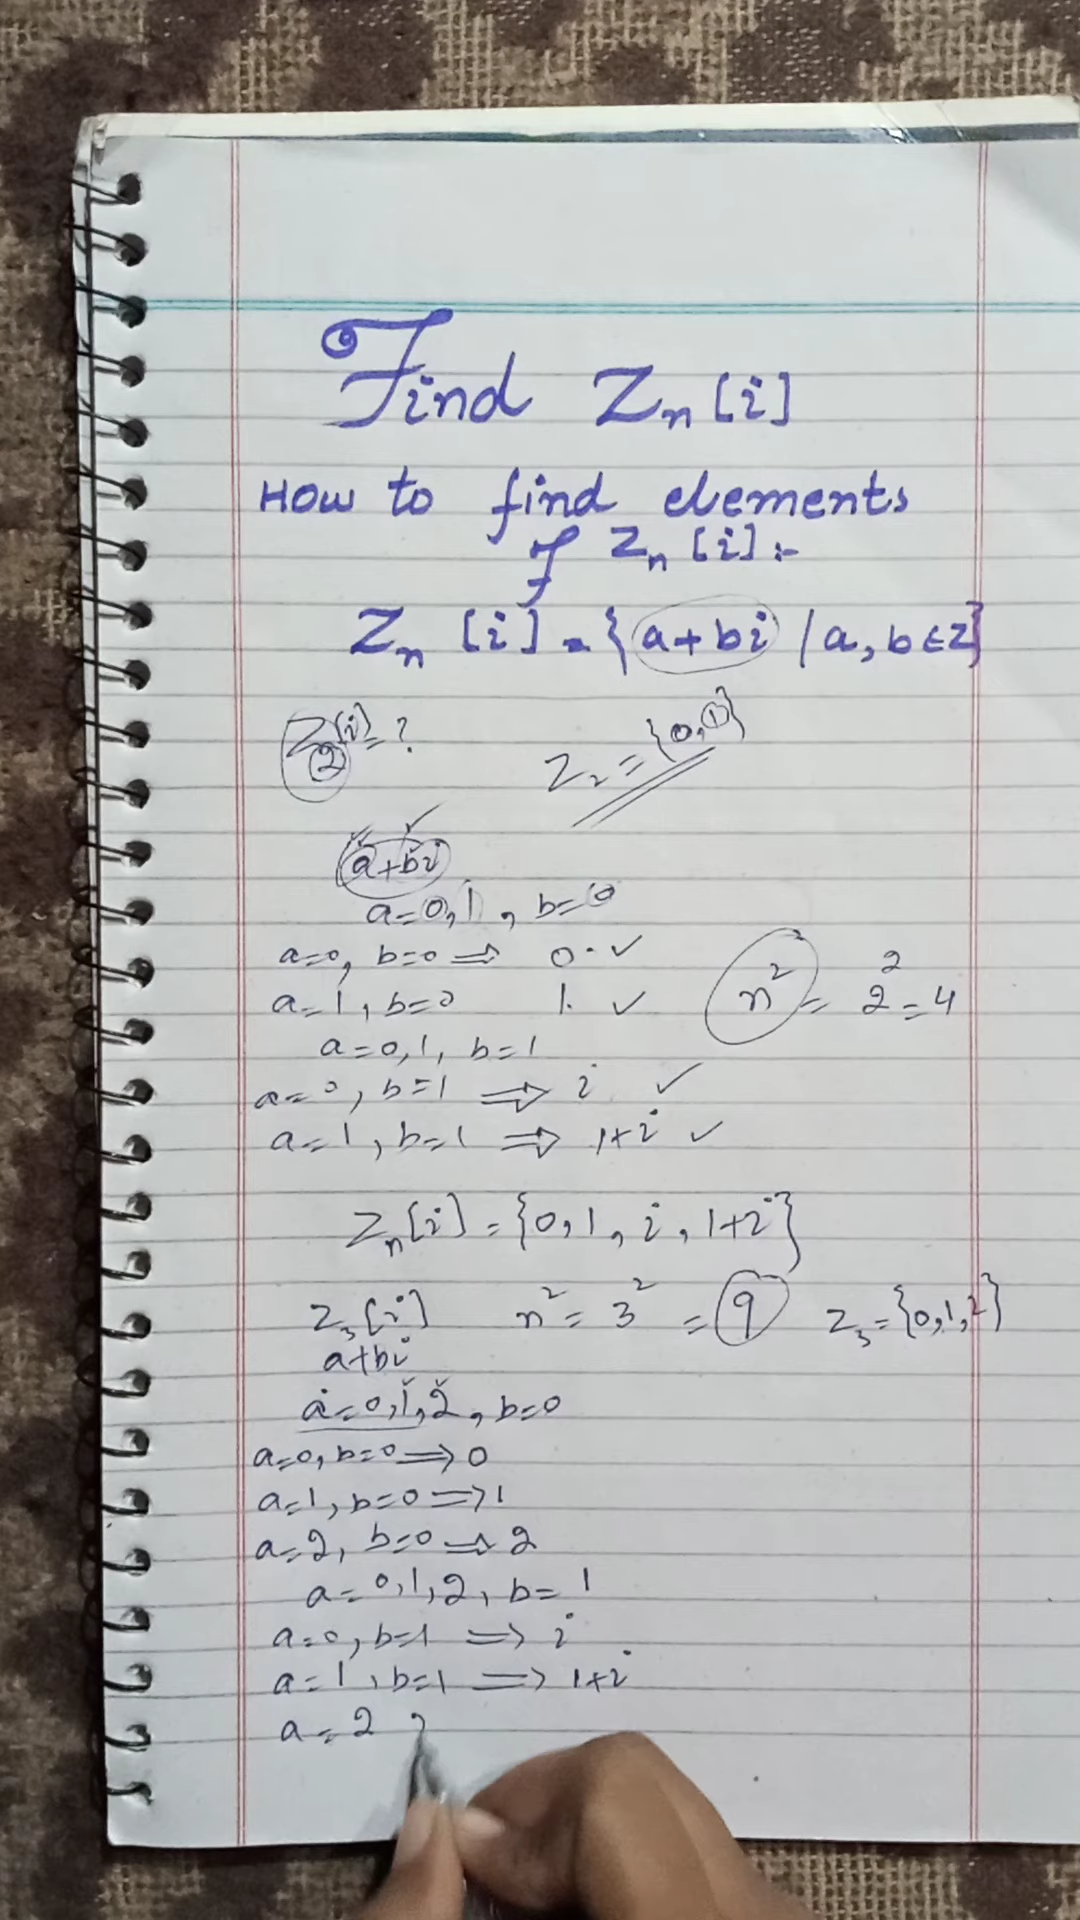 Find Zn [i]
How to find elements
of Zn [i] :-
Zn [i] = {a+bi / a, b ∈ Z}
Z2[i] = ? Z2 = {0,1}
a+bi
a=0,1, b=0
a=0, b=0 ⇒ 0. ✓
a=1, b=0 1. ✓ n² = 2² = 4
a=0,1, b=1
a=0, b=1 ⇒ i ✓
a=1, b=1 ⇒ 1+i ✓
Zn[i] = {0,1, i, 1+i}
Z3[i] n² = 3² = 9 Z3={0,1,2}
a+bi
a=0,1,2, b=0
a=0, b=0 ⇒ 0
a=1, b=0 ⇒ 1
a=2, b=0 ⇒ 2
a=0,1,2, b=1
a=0, b=1 ⇒ i
a=1, b=1 ⇒ 1+i
a=2 ,